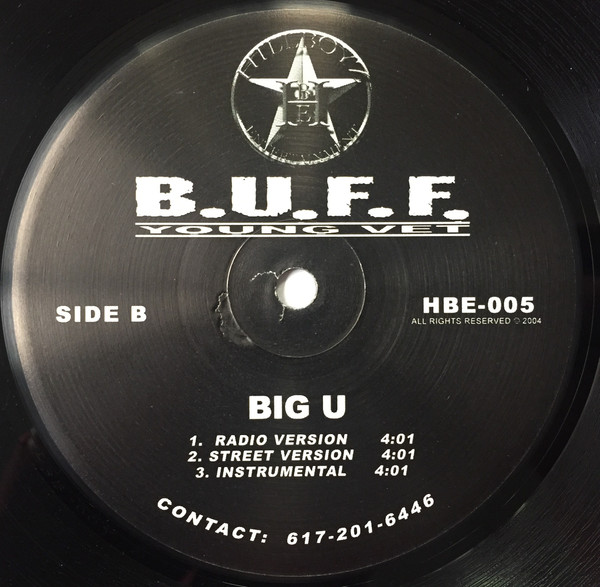 HILLBOYZ
HBE
ENTERTAINMENT
B.U.F.F.
YOUNG VET
SIDE B
HBE-005
ALL RIGHTS RESERVED © 2004
BIG U
1. RADIO VERSION 4:01
2. STREET VERSION 4:01
3. INSTRUMENTAL 4:01
CONTACT: 617-201-6446